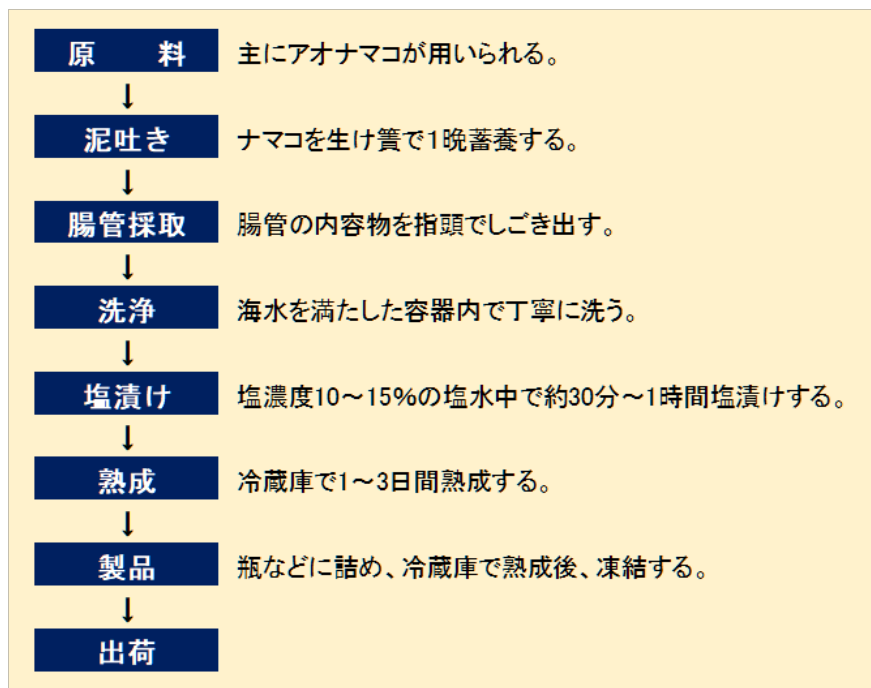 原　　料　主にアオナマコが用いられる。
↓
泥吐き　ナマコを生け簀で1晩蓄養する。
↓
腸管採取　腸管の内容物を指頭でしごき出す。
↓
洗浄　海水を満たした容器内で丁寧に洗う。
↓
塩漬け　塩濃度10～15%の塩水中で約30分～1時間塩漬けする。
↓
熟成　冷蔵庫で1～3日間熟成する。
↓
製品　瓶などに詰め、冷蔵庫で熟成後、凍結する。
↓
出荷